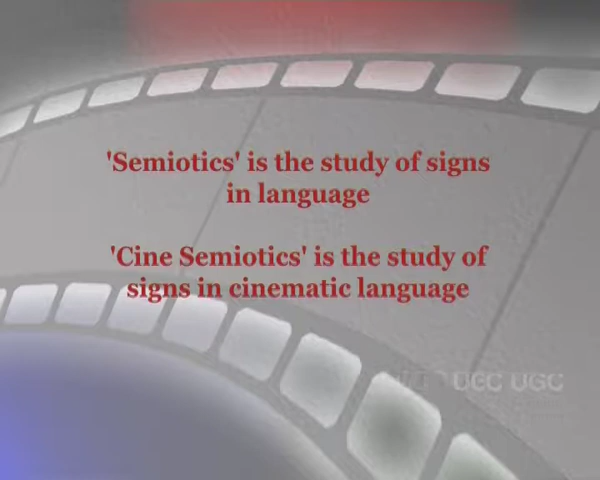 'Semiotics' is the study of signs
in language
'Cine Semiotics' is the study of
signs in cinematic language
UGC